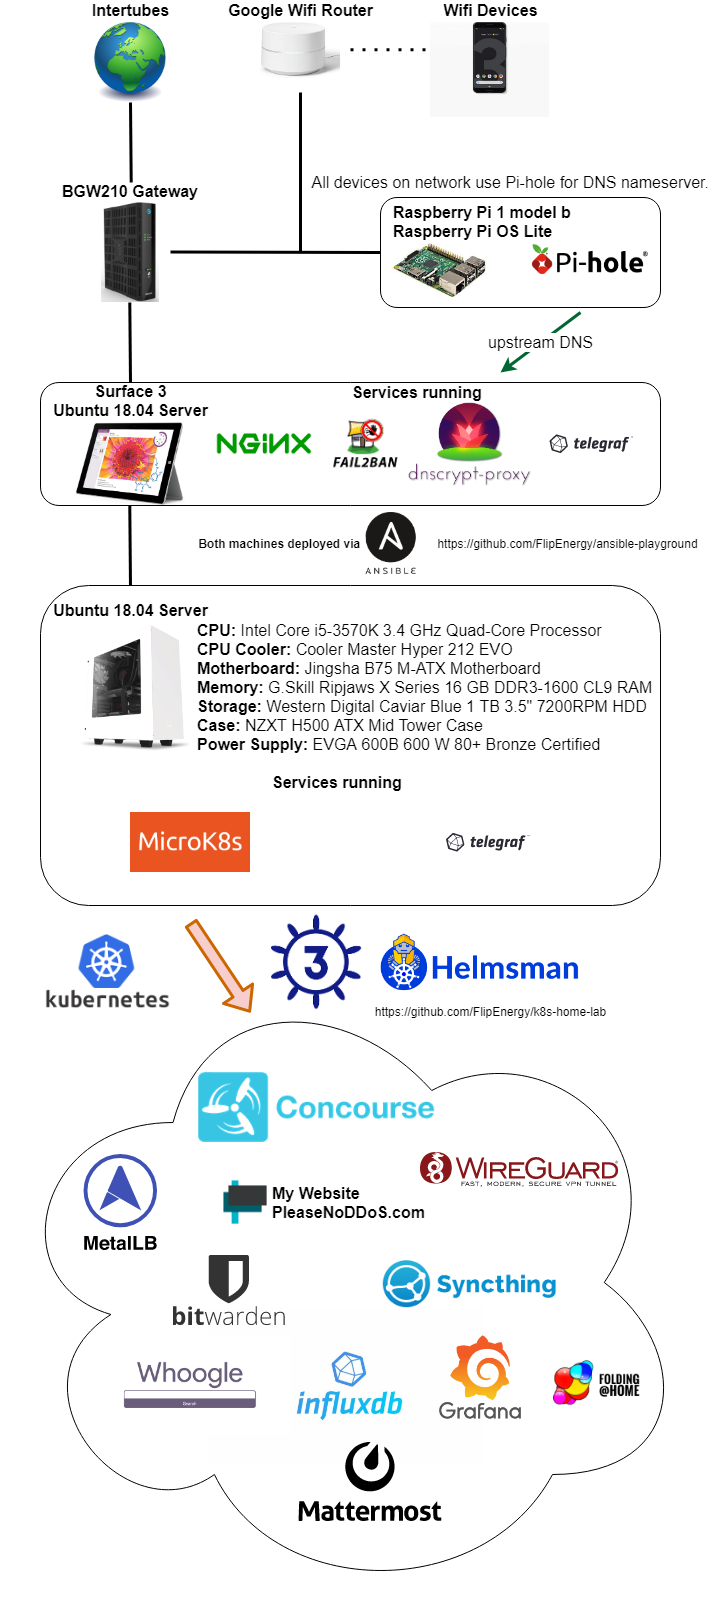 Intertubes
Google Wifi Router
Wifi Devices
BGW210 Gateway
All devices on network use Pi-hole for DNS nameserver.
Raspberry Pi 1 model b
Raspberry Pi OS Lite
Pi-hole®
upstream DNS
Surface 3
Ubuntu 18.04 Server
Services running
NGINX
FAIL2BAN
dnscrypt-proxy
telegraf
Both machines deployed via
ANSIBLE
https://github.com/FlipEnergy/ansible-playground
Ubuntu 18.04 Server
CPU: Intel Core i5-3570K 3.4 GHz Quad-Core Processor
CPU Cooler: Cooler Master Hyper 212 EVO
Motherboard: Jingsha B75 M-ATX Motherboard
Memory: G.Skill Ripjaws X Series 16 GB DDR3-1600 CL9 RAM
Storage: Western Digital Caviar Blue 1 TB 3.5" 7200RPM HDD
Case: NZXT H500 ATX Mid Tower Case
Power Supply: EVGA 600B 600 W 80+ Bronze Certified
Services running
MicroK8s
telegraf
kubernetes
3
Helmsman
https://github.com/FlipEnergy/k8s-home-lab
Concourse
WIREGUARD
FAST, MODERN, SECURE VPN TUNNEL
MetalLB
My Website
PleaseNoDDoS.com
bitwarden
Syncthing
Whoogle
Search
influxdb
Grafana
FOLDING
@HOME
Mattermost